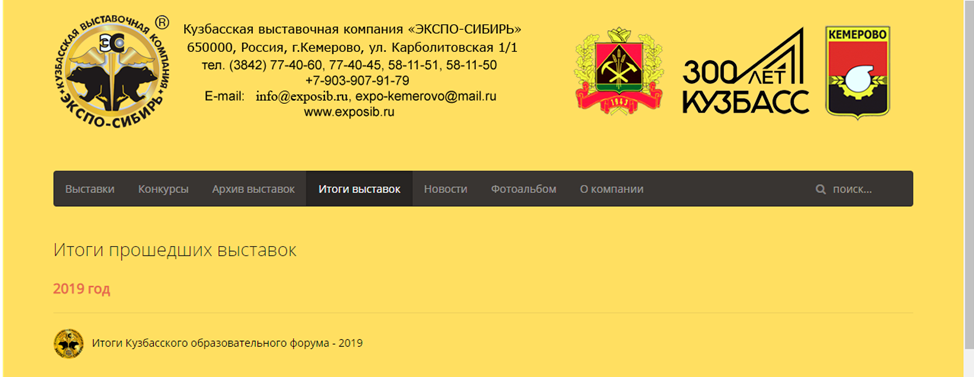 КУЗБАССКАЯ ВЫСТАВОЧНАЯ КОМПАНИЯ
ЭС
ЭКСПО-СИБИРЬ
®
Кузбасская выставочная компания «ЭКСПО-СИБИРЬ»
650000, Россия, г.Кемерово, ул. Карболитовская 1/1
тел. (3842) 77-40-60, 77-40-45, 58-11-51, 58-11-50
+7-903-907-91-79
E-mail: info@exposib.ru, expo-kemerovo@mail.ru
www.exposib.ru
1943
300 ЛЕТ
КУЗБАСС
КЕМЕРОВО
Выставки Конкурсы Архив выставок Итоги выставок Новости Фотоальбом О компании поиск...
Итоги прошедших выставок
2019 год
Итоги Кузбасского образовательного форума - 2019